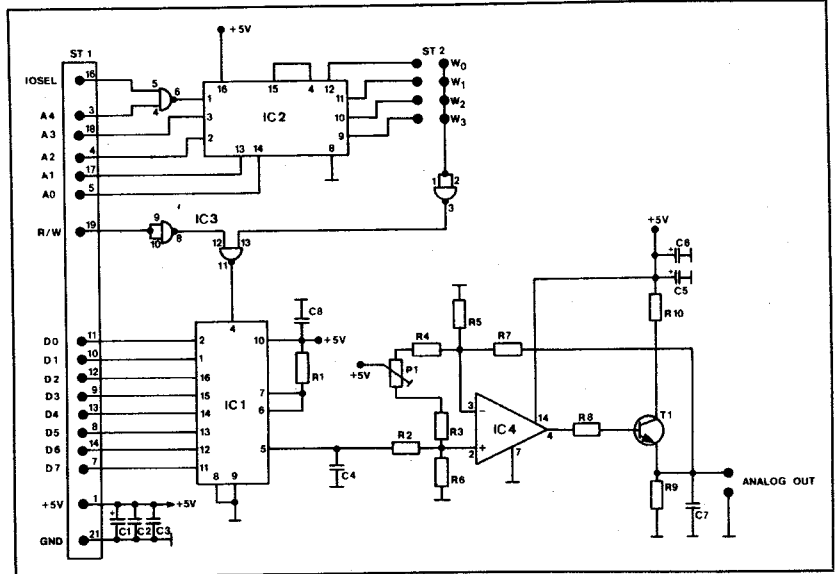 +5V
ST 1
ST 2
IOSEL 16
5 4 6
16 15 4 12
W0
W1
W2
W3
A4 3
A3 18
A2 4
A1 17
A0 5
1 3 2 13 14
IC2
11 10 9 8
1 2 3
R/W 19
9 10 8
IC3
12 13 11
+5V
C6
C5
R10
C8
+5V
R5
R4
R7
P1
+5V
D0 11
D1 10
D2 12
D3 9
D4 13
D5 8
D6 14
D7 7
4
2 1 16 15 14 13 12 11
IC1
10 7 6 5
8 9
R1
R2
R3
R6
C4
3 −
2 +
IC4
14 4 7
R8
T1
R9
C7
ANALOG OUT
+5V 1
+5V
C1 C2 C3
GND 21